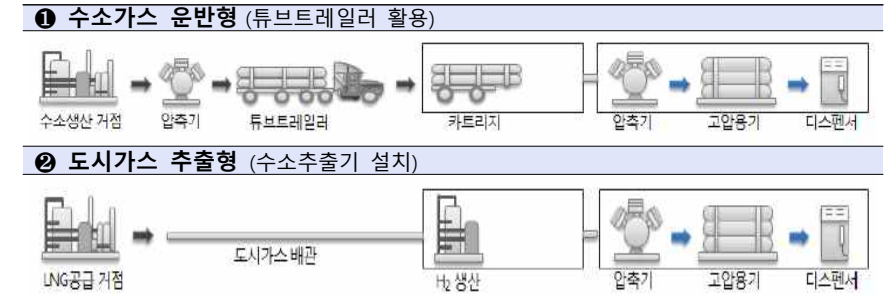 ❶ 수소가스 운반형 (튜브트레일러 활용)
수소생산 거점 압축기 튜브트레일러 카트리지 압축기 고압용기 디스펜서
❷ 도시가스 추출형 (수소추출기 설치)
도시가스 배관
LNG공급 거점 H₂ 생산 압축기 고압용기 디스펜서